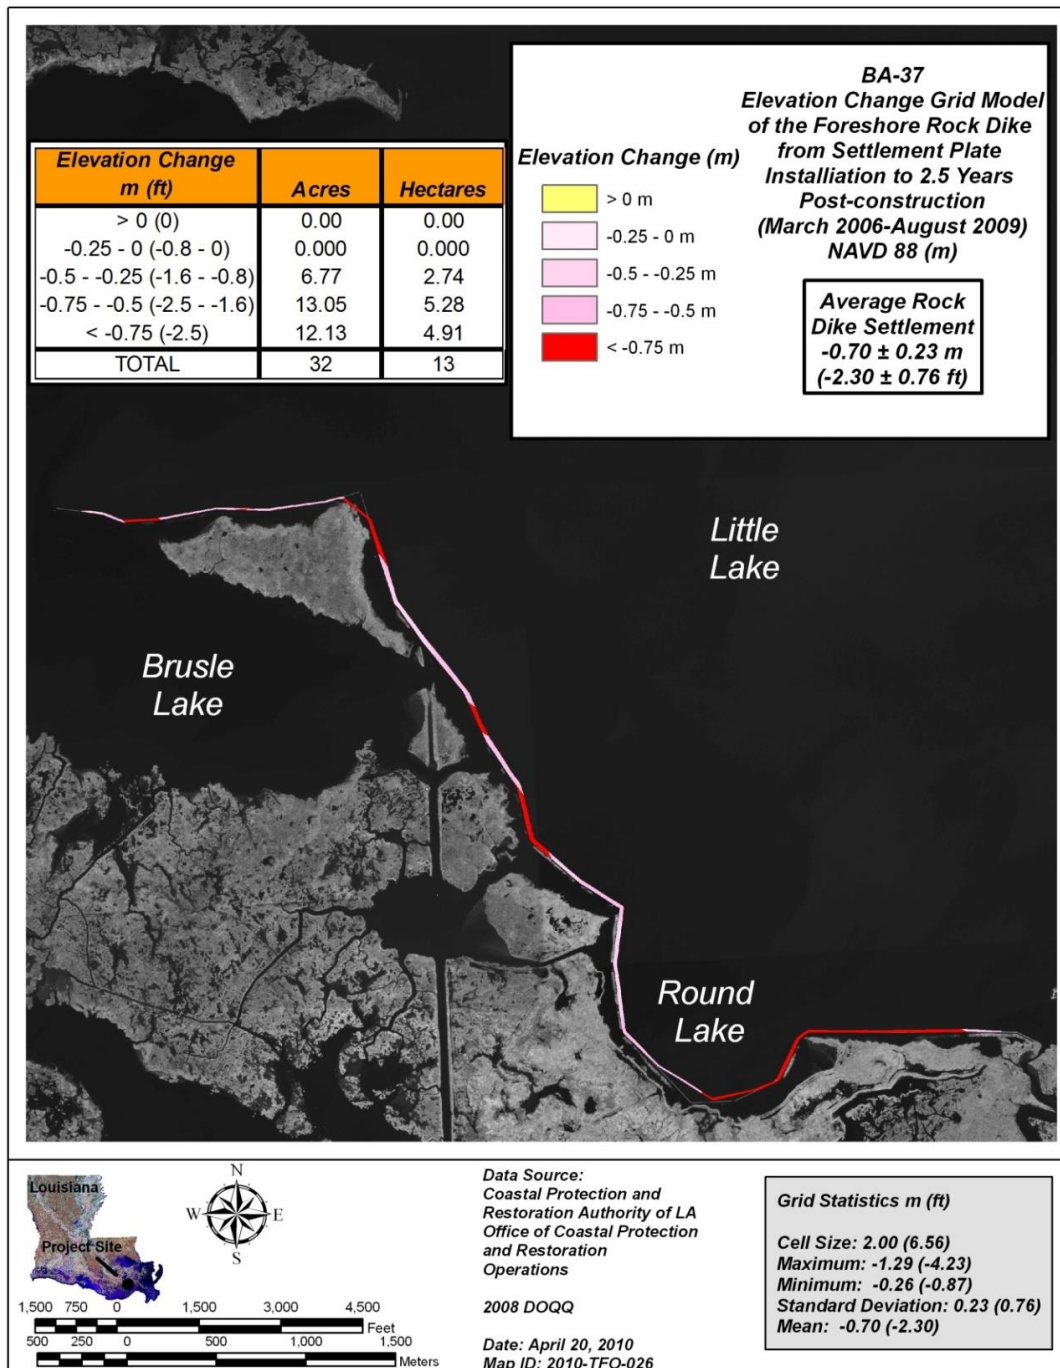 BA-37
Elevation Change Grid Model
of the Foreshore Rock Dike
from Settlement Plate
Installiation to 2.5 Years
Post-construction
(March 2006-August 2009)
NAVD 88 (m)
Elevation Change (m)
> 0 m
-0.25 - 0 m
-0.5 - -0.25 m
-0.75 - -0.5 m
< -0.75 m
Average Rock
Dike Settlement
-0.70 ± 0.23 m
(-2.30 ± 0.76 ft)
Elevation Change
m (ft) Acres Hectares
> 0 (0) 0.00 0.00
-0.25 - 0 (-0.8 - 0) 0.000 0.000
-0.5 - -0.25 (-1.6 - -0.8) 6.77 2.74
-0.75 - -0.5 (-2.5 - -1.6) 13.05 5.28
< -0.75 (-2.5) 12.13 4.91
TOTAL 32 13
Little
Lake
Brusle
Lake
Round
Lake
Louisiana
Project Site
N
W E
S
1,500 750 0 1,500 3,000 4,500
Feet
500 250 0 500 1,000 1,500
Meters
Data Source:
Coastal Protection and
Restoration Authority of LA
Office of Coastal Protection
and Restoration
Operations
2008 DOQQ
Date: April 20, 2010
Map ID: 2010-TFO-026
Grid Statistics m (ft)
Cell Size: 2.00 (6.56)
Maximum: -1.29 (-4.23)
Minimum: -0.26 (-0.87)
Standard Deviation: 0.23 (0.76)
Mean: -0.70 (-2.30)